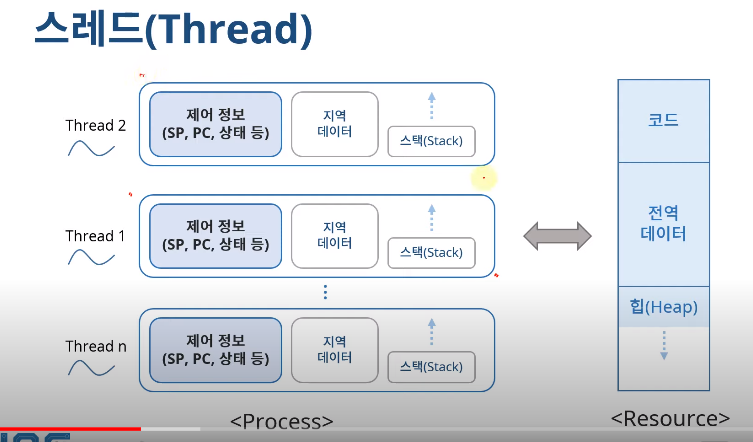 스레드(Thread)
Thread 2
제어 정보
(SP, PC, 상태 등)
지역
데이터
스택(Stack)
Thread 1
제어 정보
(SP, PC, 상태 등)
지역
데이터
스택(Stack)
Thread n
제어 정보
(SP, PC, 상태 등)
지역
데이터
스택(Stack)
<Process>
코드
전역
데이터
힙(Heap)
<Resource>